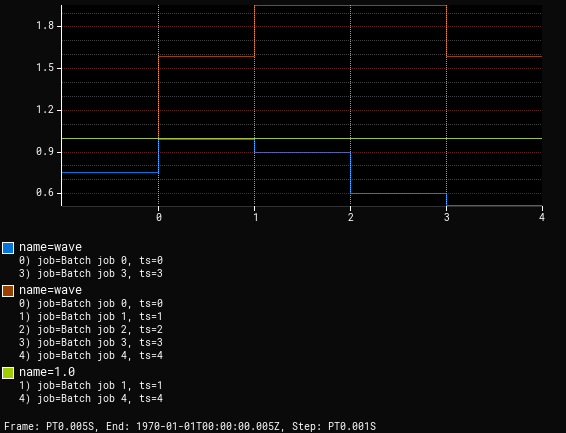 1.8
1.5
1.2
0.9
0.6
0 1 2 3 4
name=wave
0) job=Batch job 0, ts=0
3) job=Batch job 3, ts=3
name=wave
0) job=Batch job 0, ts=0
1) job=Batch job 1, ts=1
2) job=Batch job 2, ts=2
3) job=Batch job 3, ts=3
4) job=Batch job 4, ts=4
name=1.0
1) job=Batch job 1, ts=1
4) job=Batch job 4, ts=4
Frame: PT0.005S, End: 1970-01-01T00:00:00.005Z, Step: PT0.001S